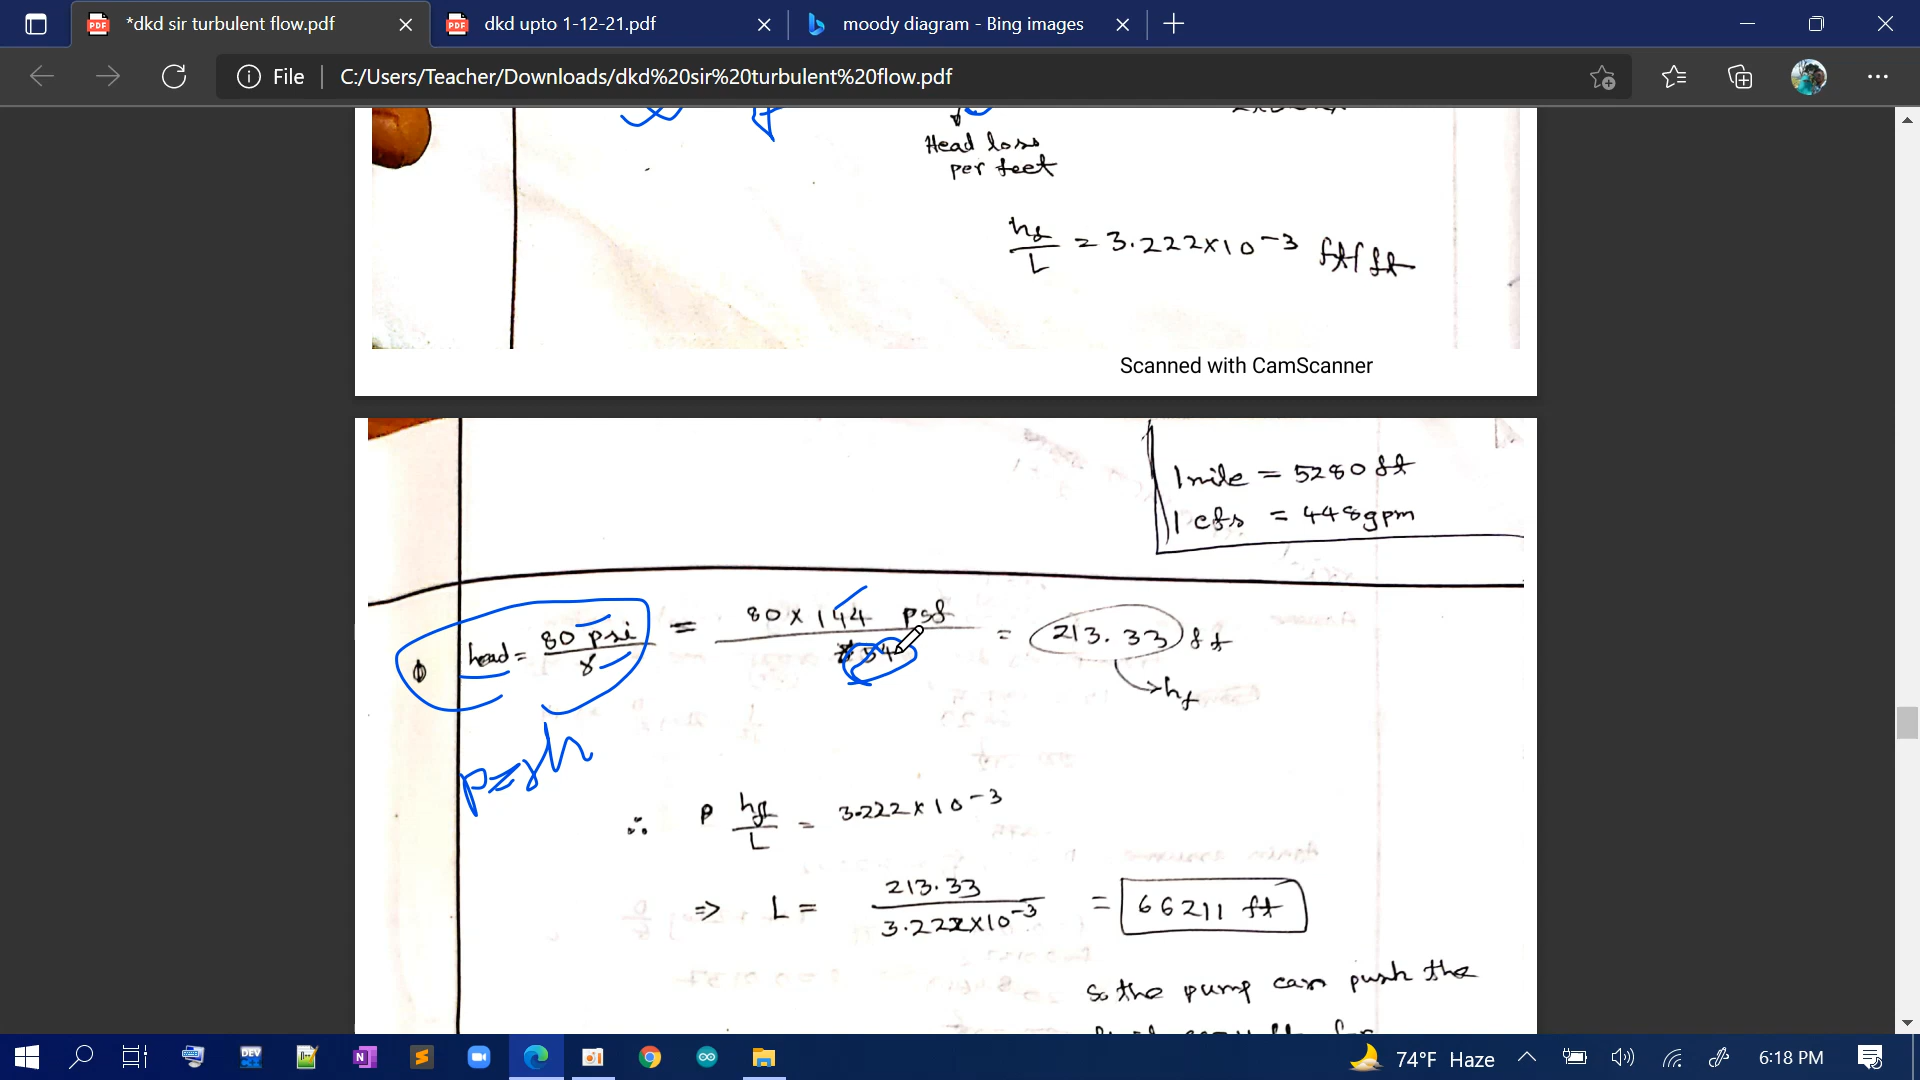 *dkd sir turbulent flow.pdf
dkd upto 1-12-21.pdf
moody diagram - Bing images
File
C:/Users/Teacher/Downloads/dkd%20sir%20turbulent%20flow.pdf
Head loss
per feet
hf/L = 3.222×10^-3 ft/ft
Scanned with CamScanner
1 mile = 5280 ft
1 cfs = 448gpm
head = 80 psi/γ = 80×144 psf/54 = 213.33 ft
→hf
p=γh
∴ hf/L = 3.222×10^-3
⇒ L = 213.33/3.222×10^-3 = 66211 ft
So the pump can push the
DEV
74°F Haze
6:18 PM